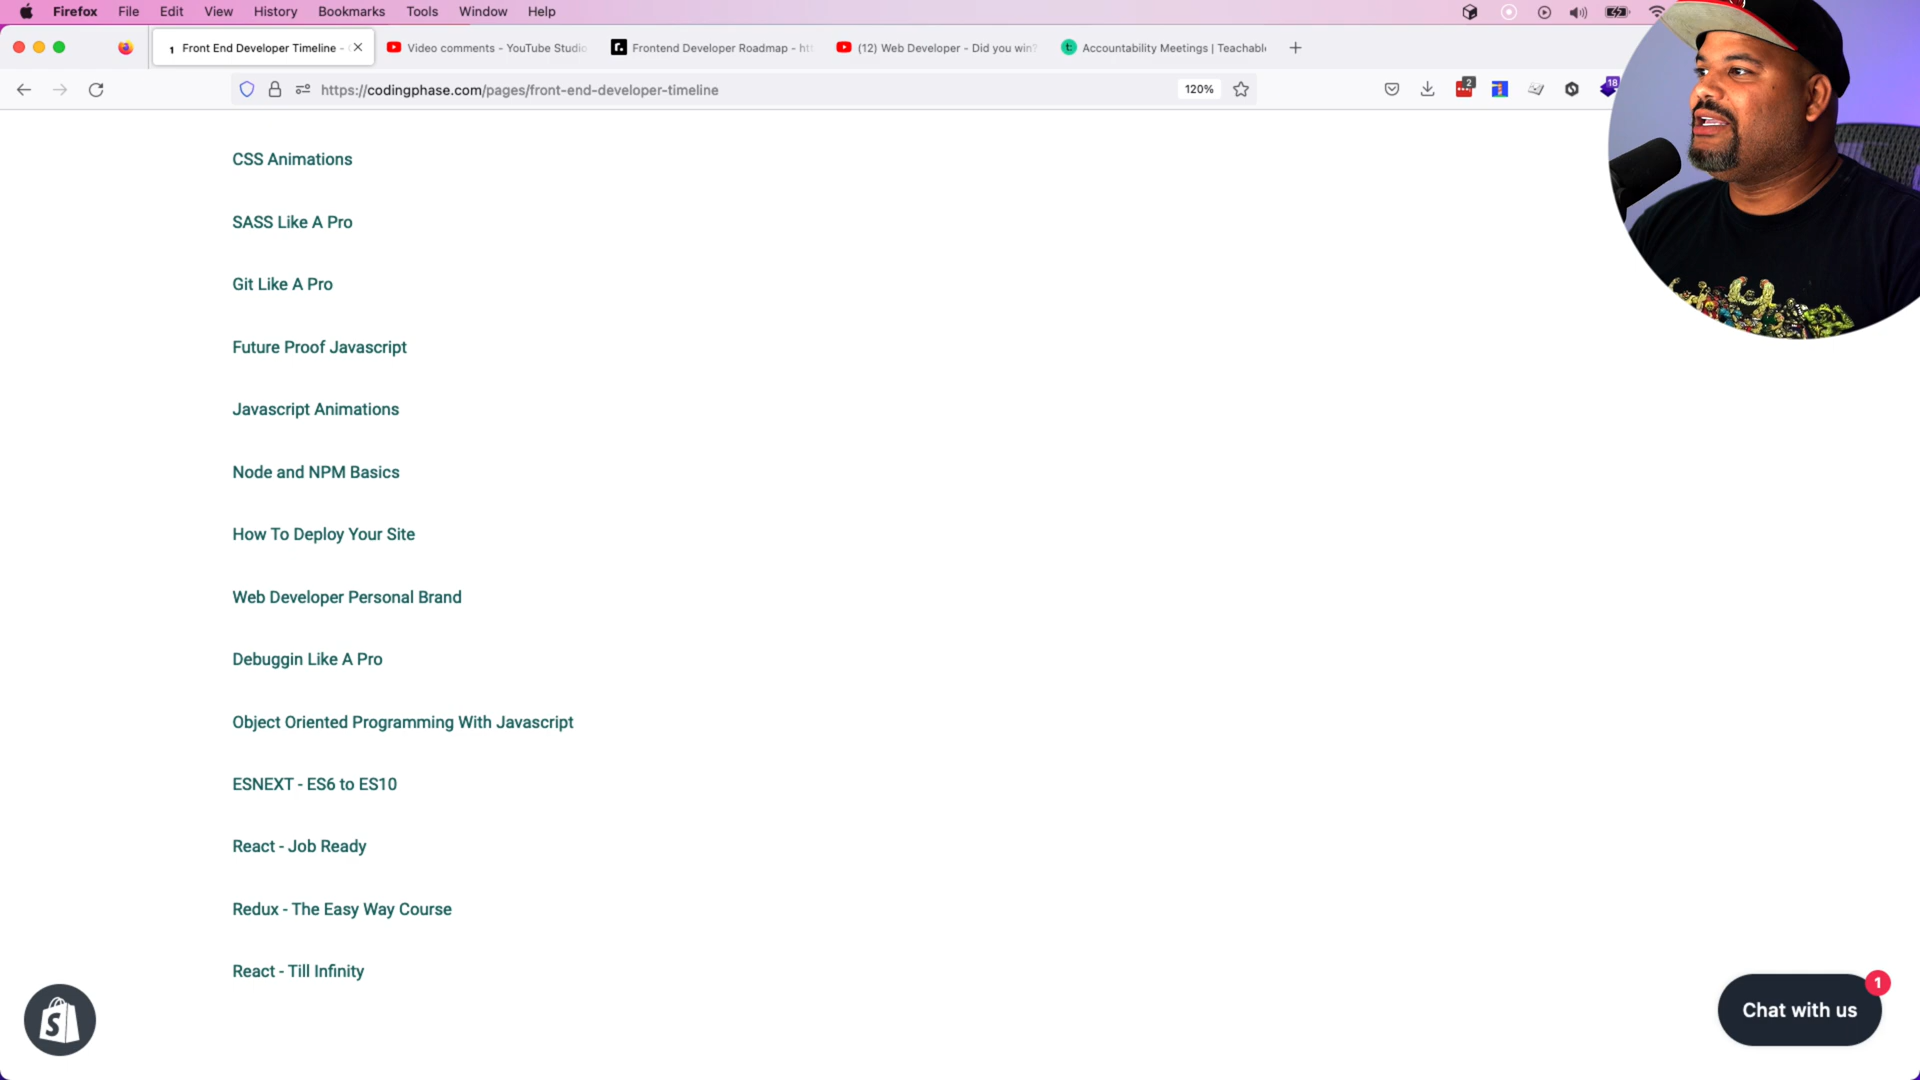 Firefox File Edit View History Bookmarks Tools Window Help
1 Front End Developer Timeline -
Video comments - YouTube Studio
Frontend Developer Roadmap - htt
(12) Web Developer - Did you win?
Accountability Meetings | Teachabl
https://codingphase.com/pages/front-end-developer-timeline
120%
2
18
CSS Animations
SASS Like A Pro
Git Like A Pro
Future Proof Javascript
Javascript Animations
Node and NPM Basics
How To Deploy Your Site
Web Developer Personal Brand
Debuggin Like A Pro
Object Oriented Programming With Javascript
ESNEXT - ES6 to ES10
React - Job Ready
Redux - The Easy Way Course
React - Till Infinity
1
Chat with us